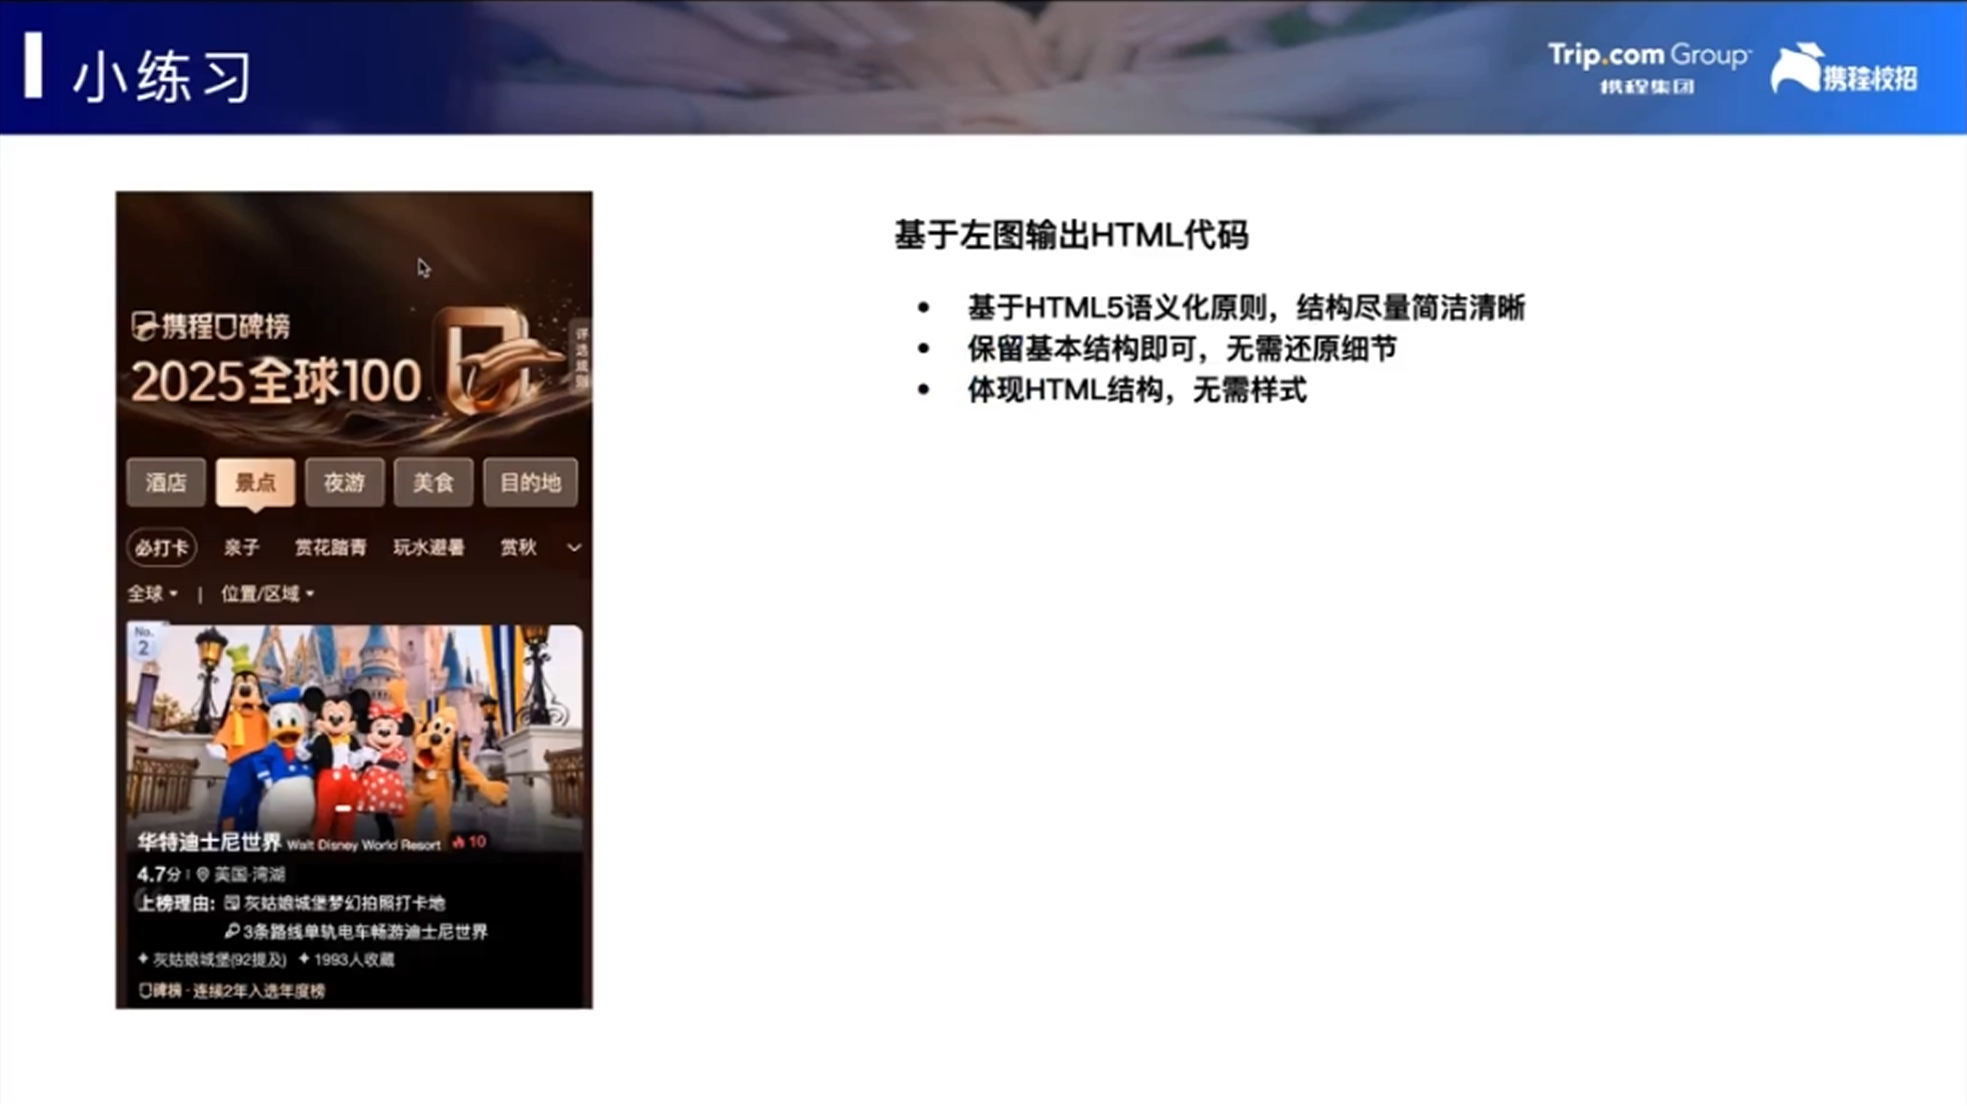 小练习
Trip.com Group
携程集团
携程校招
携程口碑榜
2025全球100
评选规则
酒店 景点 夜游 美食 目的地
必打卡 亲子 赏花踏青 玩水避暑 赏秋
全球 | 位置/区域
No.
2
华特迪士尼世界 Walt Disney World Resort 10
4.7分 美国·湾湖
上榜理由: 灰姑娘城堡梦幻拍照打卡地
3条路线单轨电车畅游迪士尼世界
灰姑娘城堡(92提及) 1993人收藏
口碑榜 · 连续2年入选年度榜
基于左图输出HTML代码
• 基于HTML5语义化原则，结构尽量简洁清晰
• 保留基本结构即可，无需还原细节
• 体现HTML结构，无需样式